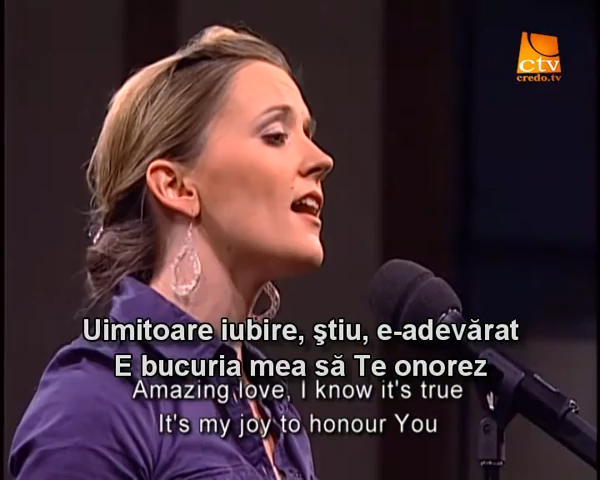 ctv
credo.tv
Uimitoare iubire, ştiu, e-adevărat
E bucuria mea să Te onorez
Amazing love, I know it's true
It's my joy to honour You